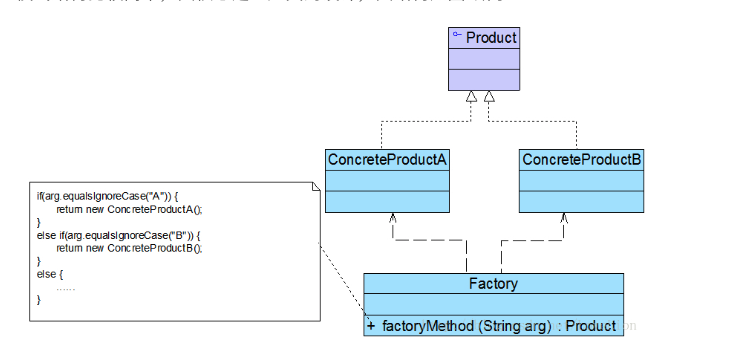 Product
ConcreteProductA
ConcreteProductB
if(arg.equalsIgnoreCase("A")) {
return new ConcreteProductA();
}
else if(arg.equalsIgnoreCase("B")) {
return new ConcreteProductB();
}
else {
......
}
Factory
+ factoryMethod (String arg) : Product